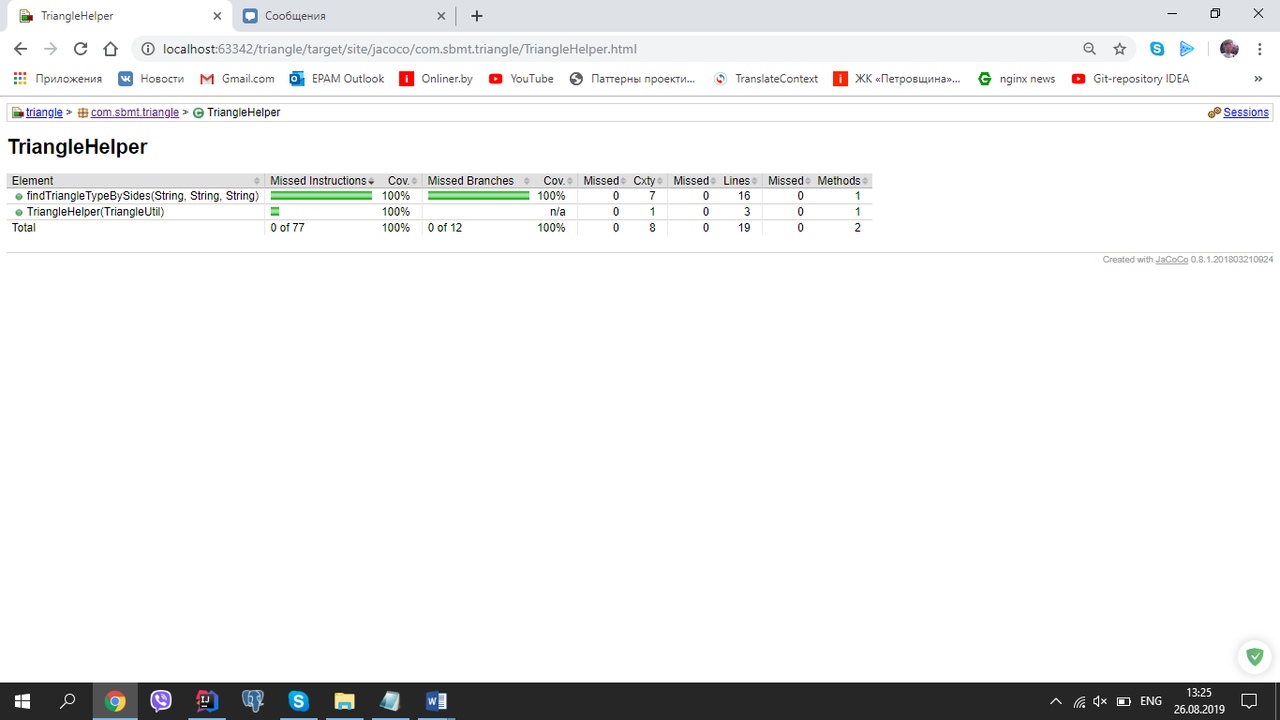 TriangleHelper
Сообщения
localhost:63342/triangle/target/site/jacoco/com.sbmt.triangle/TriangleHelper.html
Приложения Новости Gmail.com EPAM Outlook Onliner.by YouTube Паттерны проекти... TranslateContext ЖК «Петровщина»... nginx news Git-repository IDEA »
triangle > com.sbmt.triangle > TriangleHelper Sessions
TriangleHelper
Element Missed Instructions Cov. Missed Branches Cov. Missed Cxty Missed Lines Missed Methods
findTriangleTypeBySides(String, String, String) 100% 100% 0 7 0 16 0 1
TriangleHelper(TriangleUtil) 100% n/a 0 1 0 3 0 1
Total 0 of 77 100% 0 of 12 100% 0 8 0 19 0 2
Created with JaCoCo 0.8.1.201803210924
ENG
13:25
26.08.2019